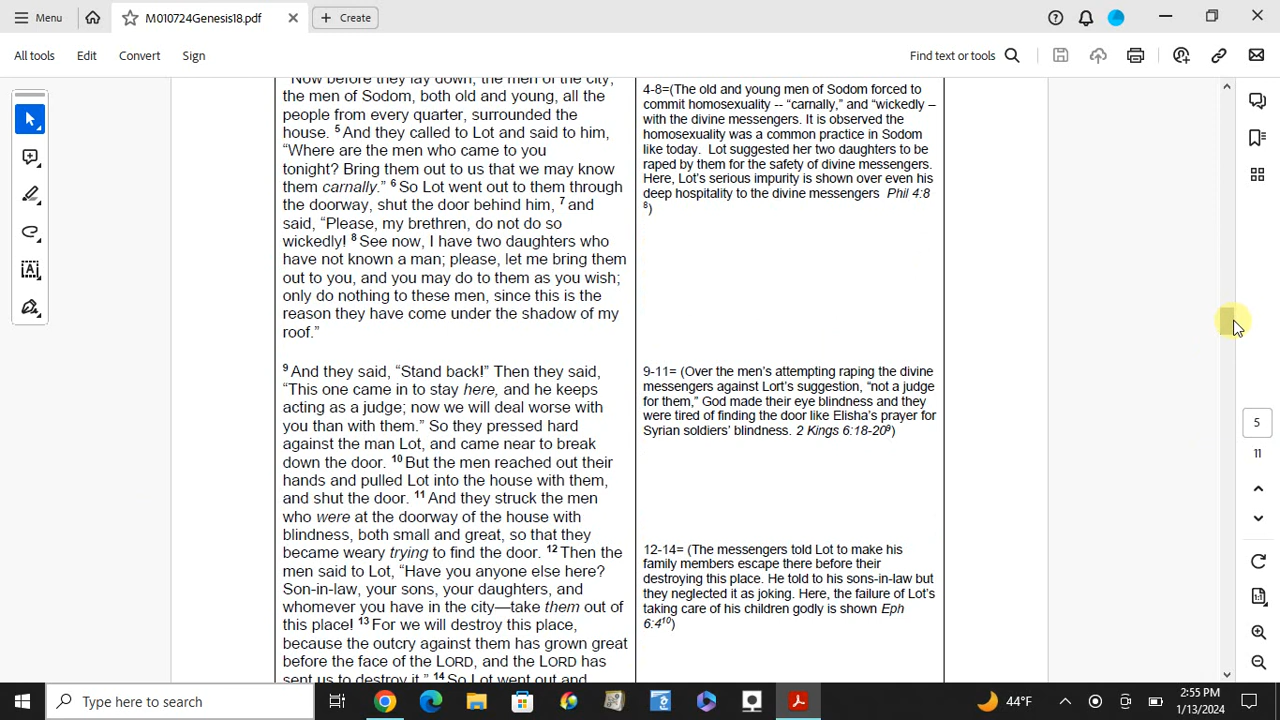 Menu
M010724Genesis18.pdf
Create
All tools
Edit
Convert
Sign
Find text or tools
Now before they lay down, the men of the city,
the men of Sodom, both old and young, all the
people from every quarter, surrounded the
house. 5 And they called to Lot and said to him,
“Where are the men who came to you
tonight? Bring them out to us that we may know
them carnally.” 6 So Lot went out to them through
the doorway, shut the door behind him, 7 and
said, “Please, my brethren, do not do so
wickedly! 8 See now, I have two daughters who
have not known a man; please, let me bring them
out to you, and you may do to them as you wish;
only do nothing to these men, since this is the
reason they have come under the shadow of my
roof.”
9 And they said, “Stand back!” Then they said,
“This one came in to stay here, and he keeps
acting as a judge; now we will deal worse with
you than with them.” So they pressed hard
against the man Lot, and came near to break
down the door. 10 But the men reached out their
hands and pulled Lot into the house with them,
and shut the door. 11 And they struck the men
who were at the doorway of the house with
blindness, both small and great, so that they
became weary trying to find the door. 12 Then the
men said to Lot, “Have you anyone else here?
Son-in-law, your sons, your daughters, and
whomever you have in the city—take them out of
this place! 13 For we will destroy this place,
because the outcry against them has grown great
before the face of the LORD, and the LORD has
sent us to destroy it.” 14 So Lot went out and
4-8=(The old and young men of Sodom forced to
commit homosexuality -- “carnally,” and “wickedly –
with the divine messengers. It is observed the
homosexuality was a common practice in Sodom
like today. Lot suggested her two daughters to be
raped by them for the safety of divine messengers.
Here, Lot’s serious impurity is shown over even his
deep hospitality to the divine messengers Phil 4:8
8)
9-11= (Over the men’s attempting raping the divine
messengers against Lort’s suggestion, “not a judge
for them,” God made their eye blindness and they
were tired of finding the door like Elisha’s prayer for
Syrian soldiers’ blindness. 2 Kings 6:18-20 9)
12-14= (The messengers told Lot to make his
family members escape there before their
destroying this place. He told to his sons-in-law but
they neglected it as joking. Here, the failure of Lot’s
taking care of his children godly is shown Eph
6:4 10)
5
11
Type here to search
44°F
2:55 PM
1/13/2024